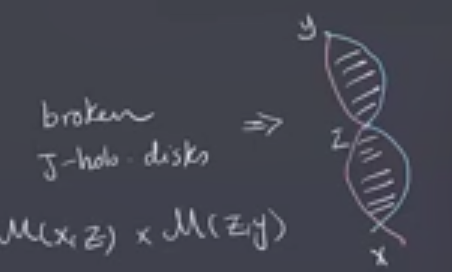 y
broken
⇒
J-holo. disks
z
M(x,z) × M(z,y)
x